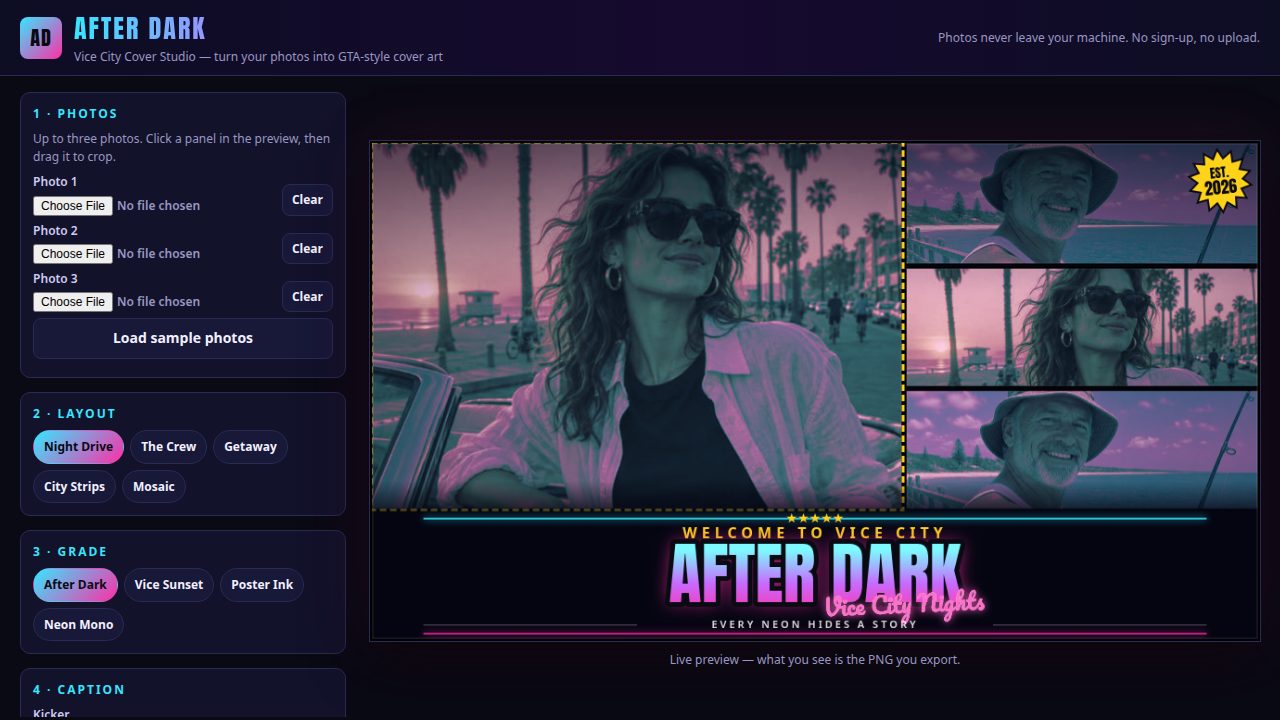 AD
AFTER DARK
Vice City Cover Studio — turn your photos into GTA-style cover art
Photos never leave your machine. No sign-up, no upload.
1 · PHOTOS
Up to three photos. Click a panel in the preview, then
drag it to crop.
Photo 1
Choose File No file chosen
Clear
Photo 2
Choose File No file chosen
Clear
Photo 3
Choose File No file chosen
Clear
Load sample photos
2 · LAYOUT
Night Drive The Crew Getaway
City Strips Mosaic
3 · GRADE
After Dark Vice Sunset Poster Ink
Neon Mono
4 · CAPTION
Kicker
EST.
2026
★★★★★
WELCOME TO VICE CITY
AFTER DARK
Vice City Nights
EVERY NEON HIDES A STORY
Live preview — what you see is the PNG you export.